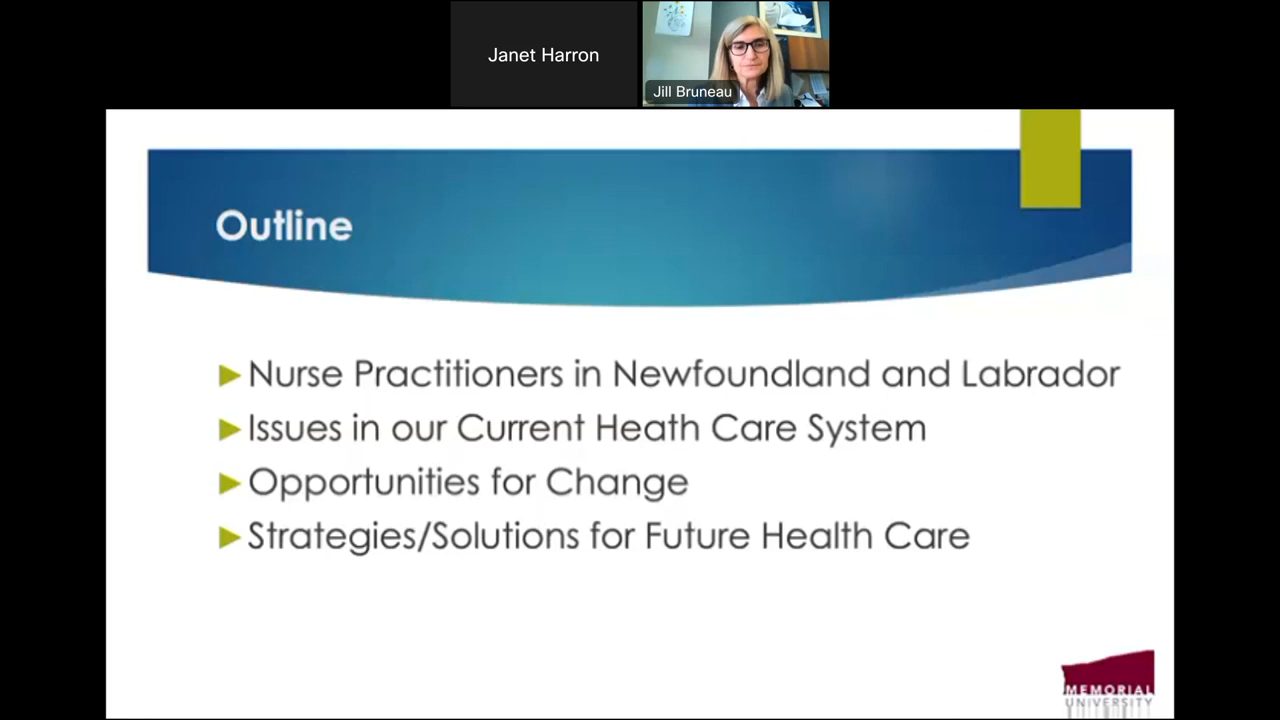 Janet Harron
Jill Bruneau
Outline
Nurse Practitioners in Newfoundland and Labrador
Issues in our Current Heath Care System
Opportunities for Change
Strategies/Solutions for Future Health Care
MEMORIAL
UNIVERSITY